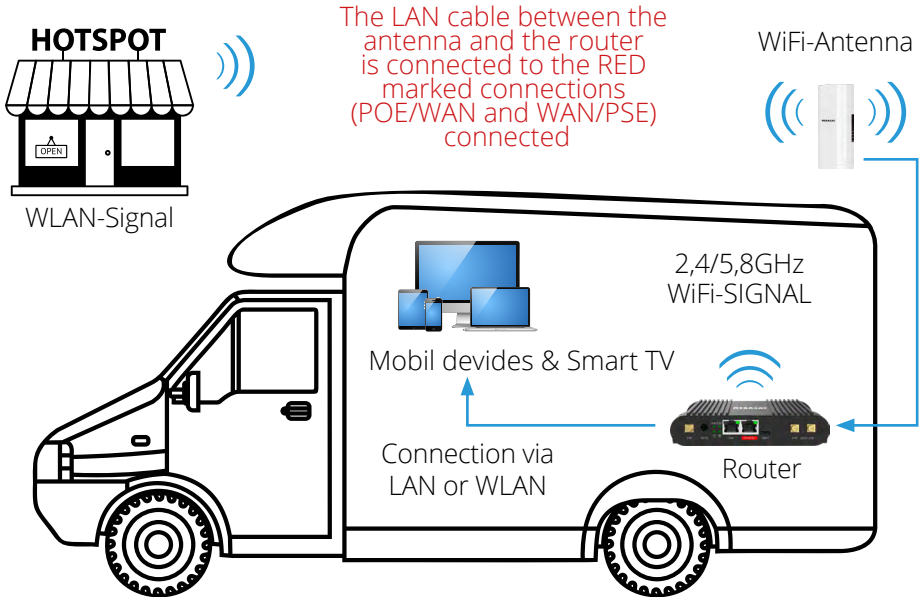 HOTSPOT
OPEN
WLAN-Signal
The LAN cable between the
antenna and the router
is connected to the RED
marked connections
(POE/WAN and WAN/PSE)
connected
WiFi-Antenna
2,4/5,8GHz
WiFi-SIGNAL
Mobil devides & Smart TV
Connection via
LAN or WLAN
MEGASAT
Router